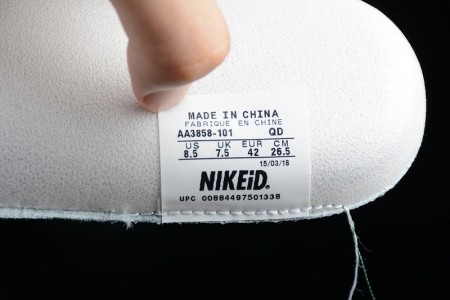 MADE IN CHINA
FABRIQUE EN CHINE
AA3858-101 QD
US UK EUR CM
8.5 7.5 42 26.5
15/03/18
NIKEiD.
UPC 00884497501338